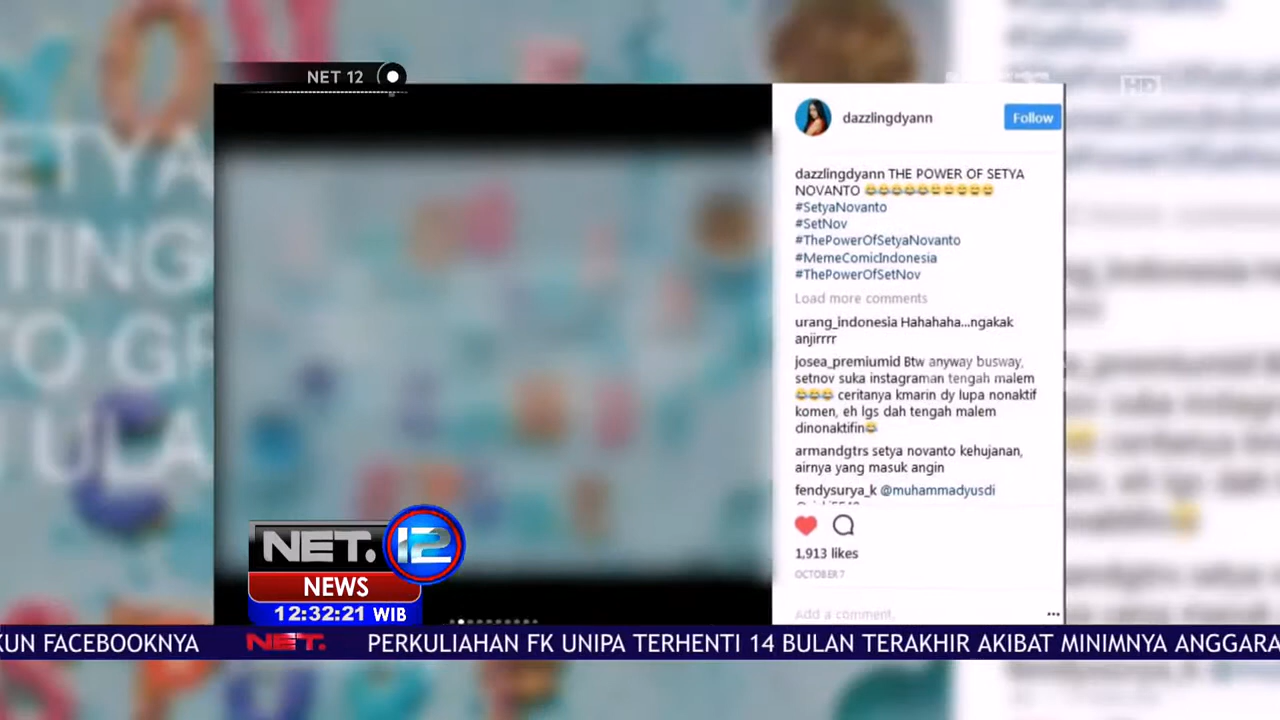 NET 12
NET.
HD
dazzlingdyann
Follow
dazzlingdyann THE POWER OF SETYA
NOVANTO 😂😂😂😂😂😄😄😄😄😄
#SetyaNovanto
#SetNov
#ThePowerOfSetyaNovanto
#MemeComicIndonesia
#ThePowerOfSetNov
Load more comments
urang_indonesia Hahahaha...ngakak
anjirrrr
josea_premiumid Btw anyway busway,
setnov suka instagraman tengah malem
😂😂😂 ceritanya kmarin dy lupa nonaktif
komen, eh lgs dah tengah malem
dinonaktifin😂
armandgtrs setya novanto kehujanan,
airnya yang masuk angin
fendysurya_k @muhammadyusdi
1,913 likes
OCTOBER 7
Add a comment.
NET. 12
NEWS
12:32:21 WIB
KUN FACEBOOKNYA NET. PERKULIAHAN FK UNIPA TERHENTI 14 BULAN TERAKHIR AKIBAT MINIMNYA ANGGARA